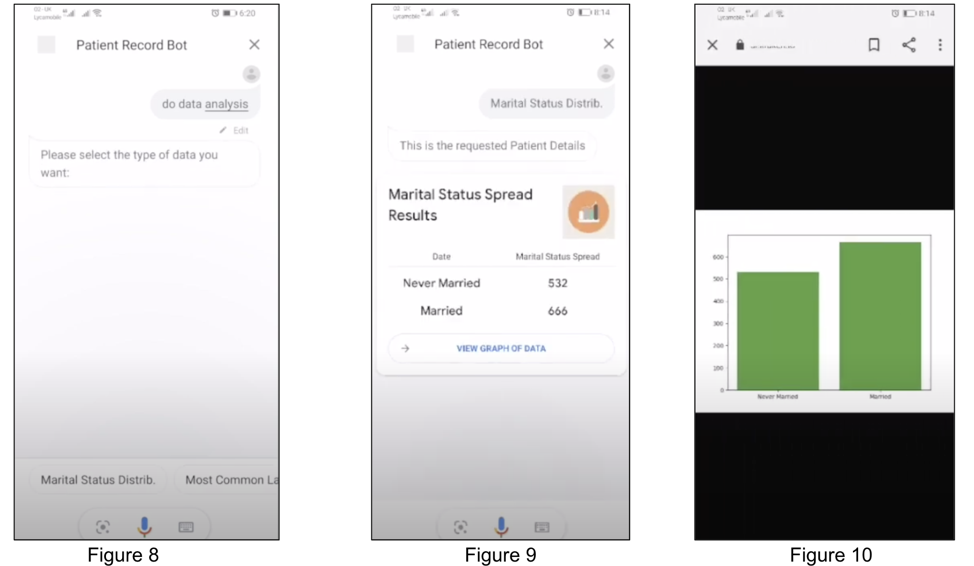 Lycamobile
6:20
Patient Record Bot
do data analysis
Edit
Please select the type of data you
want:
Marital Status Distrib.
Most Common La
Figure 8
Lycamobile
8:14
Patient Record Bot
Marital Status Distrib.
This is the requested Patient Details
Marital Status Spread
Results
Date Marital Status Spread
Never Married 532
Married 666
VIEW GRAPH OF DATA
Figure 9
Lycamobile
8:14
600
500
400
300
200
100
0
Never Married Married
Figure 10